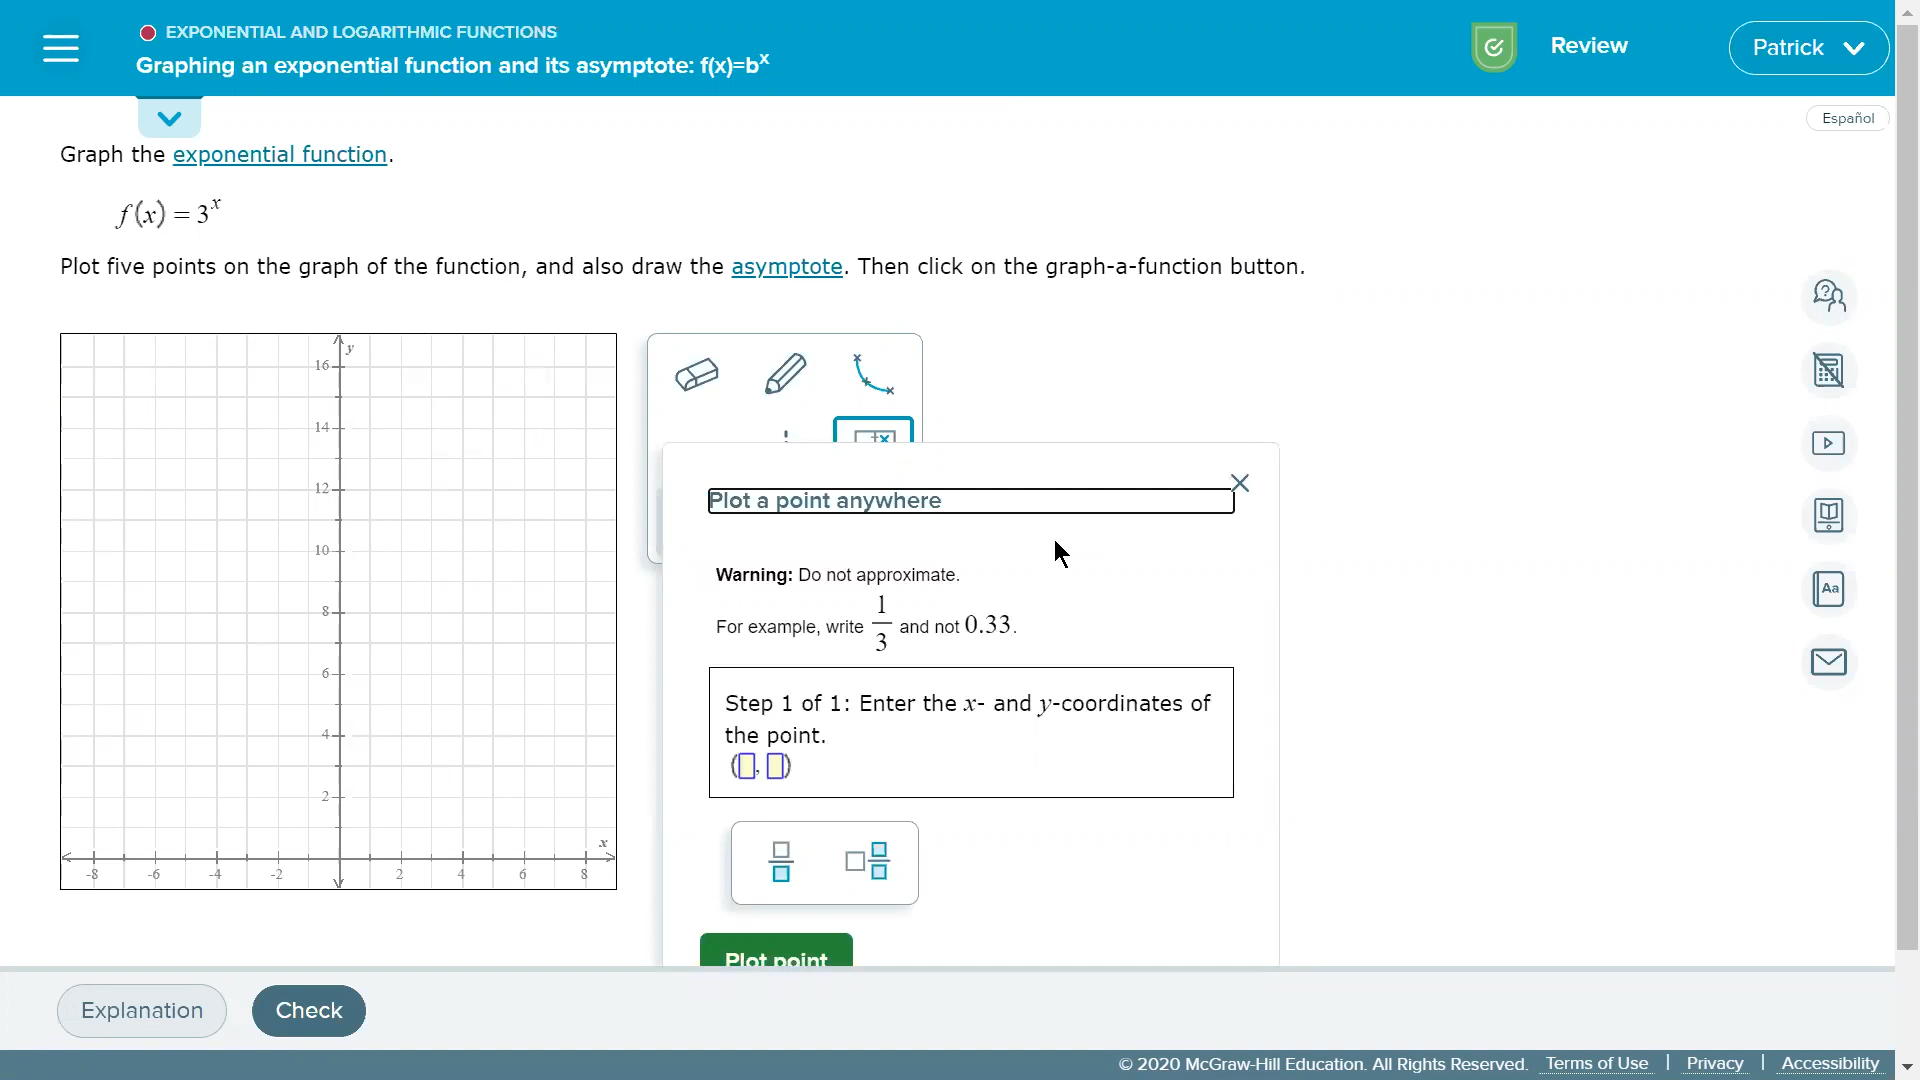 EXPONENTIAL AND LOGARITHMIC FUNCTIONS
Graphing an exponential function and its asymptote: f(x)=b^x
Review
Patrick
Español
Graph the exponential function.
f(x) = 3^x
Plot five points on the graph of the function, and also draw the asymptote. Then click on the graph-a-function button.
y
16
14
12
10
8
6
4
2
x
-8 -6 -4 -2 2 4 6 8
Plot a point anywhere
Warning: Do not approximate.
For example, write 1/3 and not 0.33.
Step 1 of 1: Enter the x- and y-coordinates of
the point.
( , )
Plot point
Aa
Explanation
Check
© 2020 McGraw-Hill Education. All Rights Reserved. Terms of Use | Privacy | Accessibility